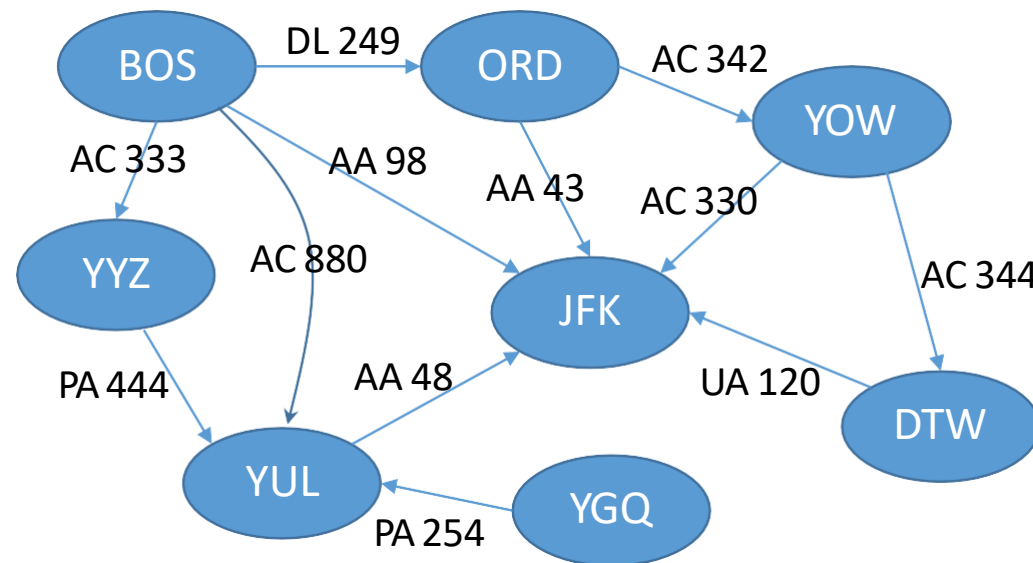 DL 249
BOS
ORD
AC 342
YOW
AC 333
AA 98
AA 43
AC 330
YYZ
AC 880
JFK
AC 344
PA 444
AA 48
UA 120
DTW
YUL
YGQ
PA 254